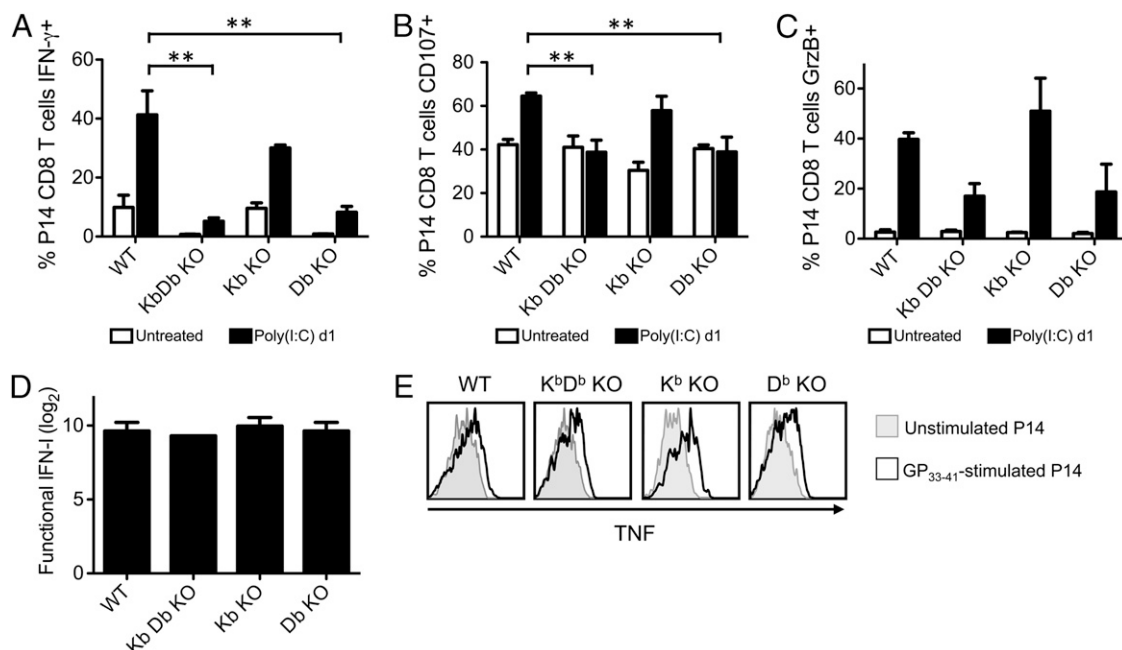 A
% P14 CD8 T cells IFN-γ+
60
40
20
0
**
**
WT
KbDb KO
Kb KO
Db KO
Untreated
Poly(I:C) d1
B
% P14 CD8 T cells CD107+
100
80
60
40
20
0
**
**
WT
Kb Db KO
Kb KO
Db KO
Untreated
Poly(I:C) d1
C
% P14 CD8 T cells GrzB+
60
40
20
0
WT
Kb Db KO
Kb KO
Db KO
Untreated
Poly(I:C) d1
D
Functional IFN-I (log₂)
15
10
5
0
WT
Kb Db KO
Kb KO
Db KO
E
WT
KᵇDᵇ KO
Kᵇ KO
Dᵇ KO
TNF
Unstimulated P14
GP₃₃₋₄₁-stimulated P14